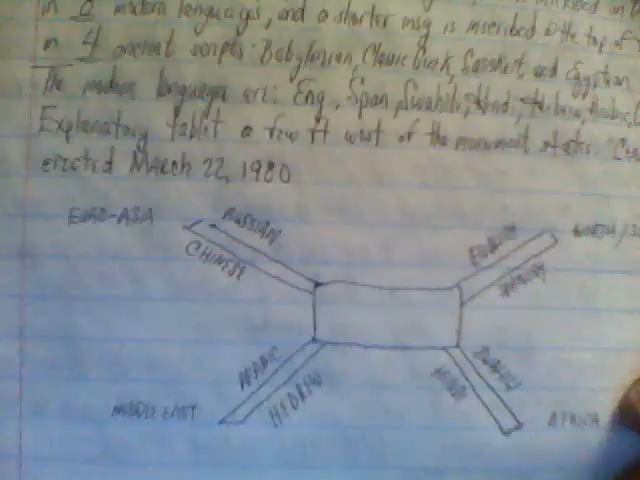 in 8 modern languages, and a starter msg is inscribed @ the top of
in 4 ancient scripts: Babylonian, Classic Greek, Sanskrit, and Egyptian
The modern languages are: Eng, Span, Swahili, Hindi, Hebrew, Arabic,
Explanatory tablet a few ft west of the monument states
erected MARCH 22, 1980
EURO-ASIA
RUSSIAN
CHINESE
ENGLISH
SPANISH
ARABIC
HEBREW
MIDDLE EAST
SWAHILI
HINDI
AFRICA